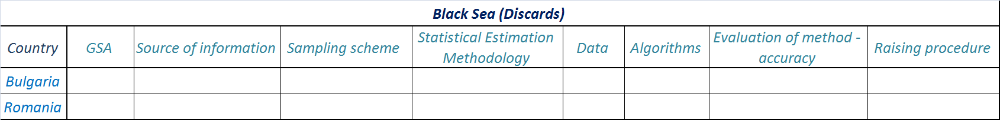 Black Sea (Discards)
Country GSA Source of information Sampling scheme Statistical Estimation Methodology Data Algorithms Evaluation of method - accuracy Raising procedure
Bulgaria
Romania